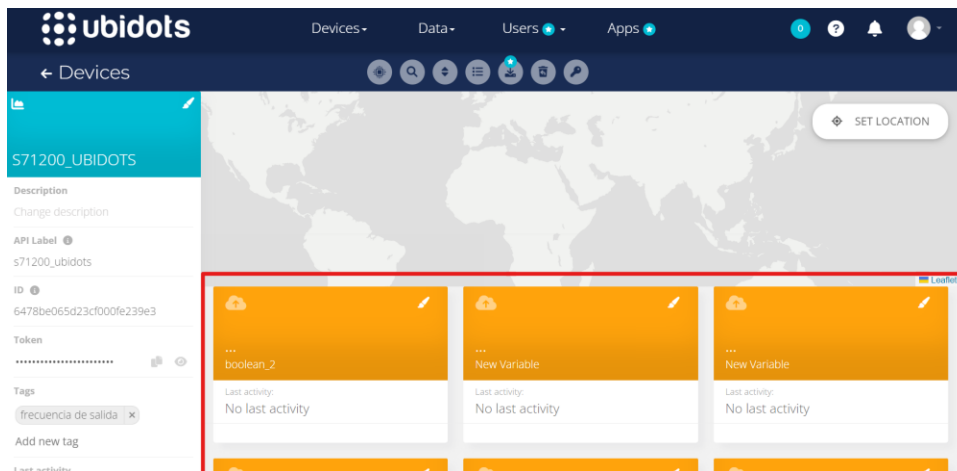 ubidots
Devices
Data
Users
Apps
0
?
← Devices
SET LOCATION
S71200_UBIDOTS
Description
Change description
API Label
s71200_ubidots
ID
6478be065d23cf000fe239e3
Token
························
Tags
frecuencia de salida ×
Add new tag
Last activity
Leaflet
...
boolean_2
Last activity:
No last activity
...
New Variable
Last activity:
No last activity
...
New Variable
Last activity:
No last activity